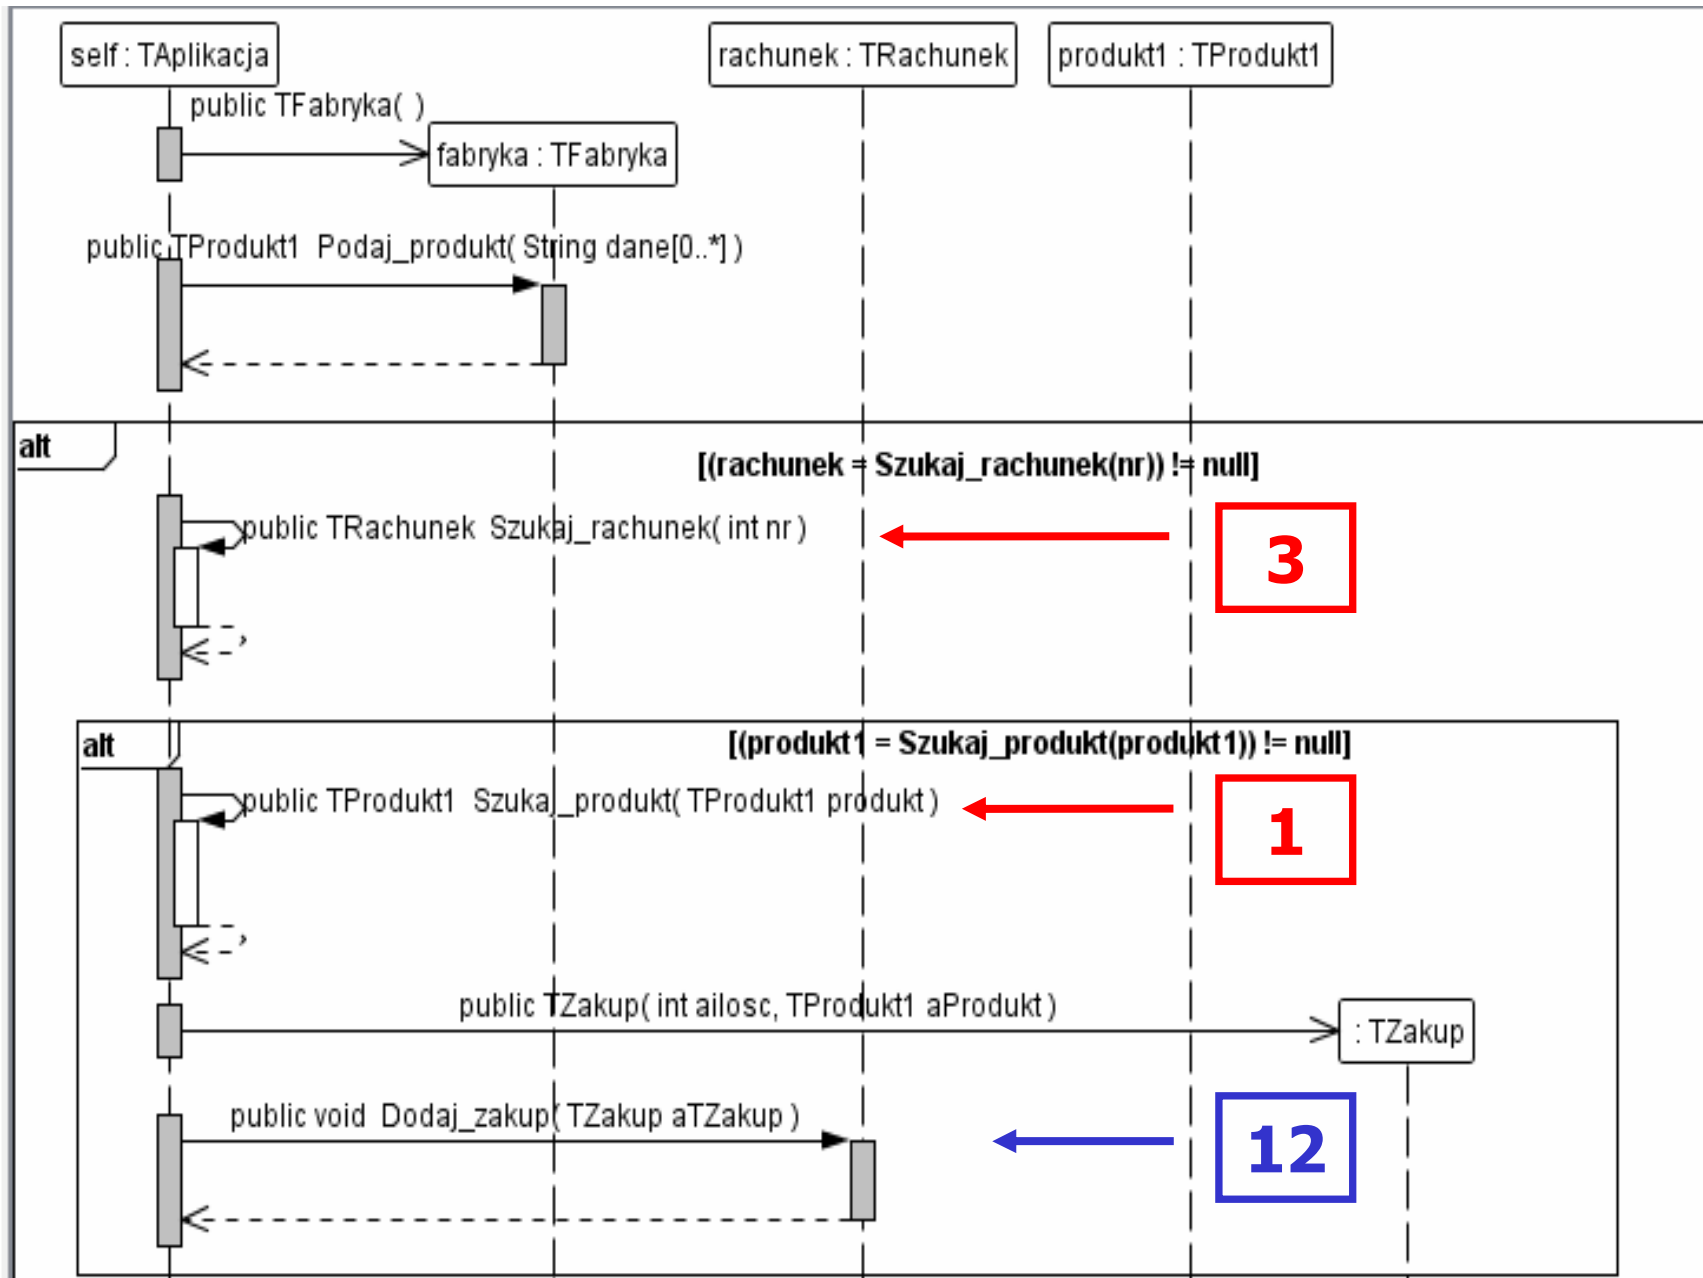 self : TAplikacja
rachunek : TRachunek
produkt1 : TProdukt1
public TFabryka( )
fabryka : TFabryka
public TProdukt1 Podaj_produkt( String dane[0..*] )
alt
[(rachunek = Szukaj_rachunek(nr)) != null]
public TRachunek Szukaj_rachunek( int nr )
3
alt
[(produkt1 = Szukaj_produkt(produkt1)) != null]
public TProdukt1 Szukaj_produkt( TProdukt1 produkt )
1
public TZakup( int ailosc, TProdukt1 aProdukt )
: TZakup
public void Dodaj_zakup( TZakup aTZakup )
12